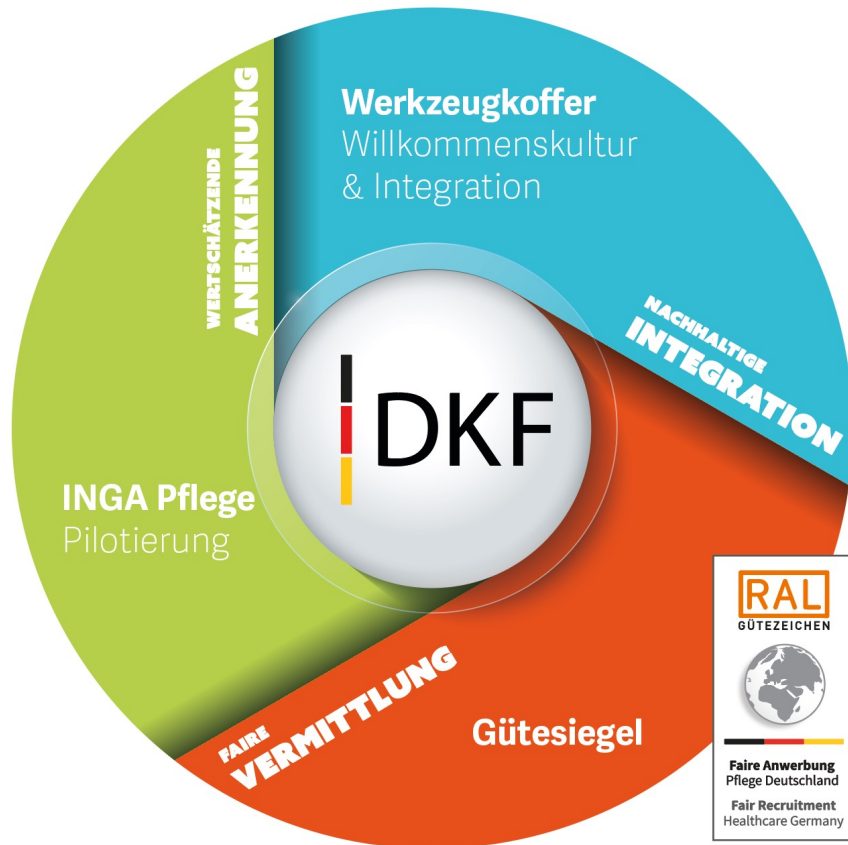 WERTSCHÄTZENDE
ANERKENNUNG
Werkzeugkoffer
Willkommenskultur
& Integration
NACHHALTIGE
INTEGRATION
DKF
INGA Pflege
Pilotierung
FAIRE
VERMITTLUNG
Gütesiegel
RAL
GÜTEZEICHEN
Faire Anwerbung
Pflege Deutschland
Fair Recruitment
Healthcare Germany